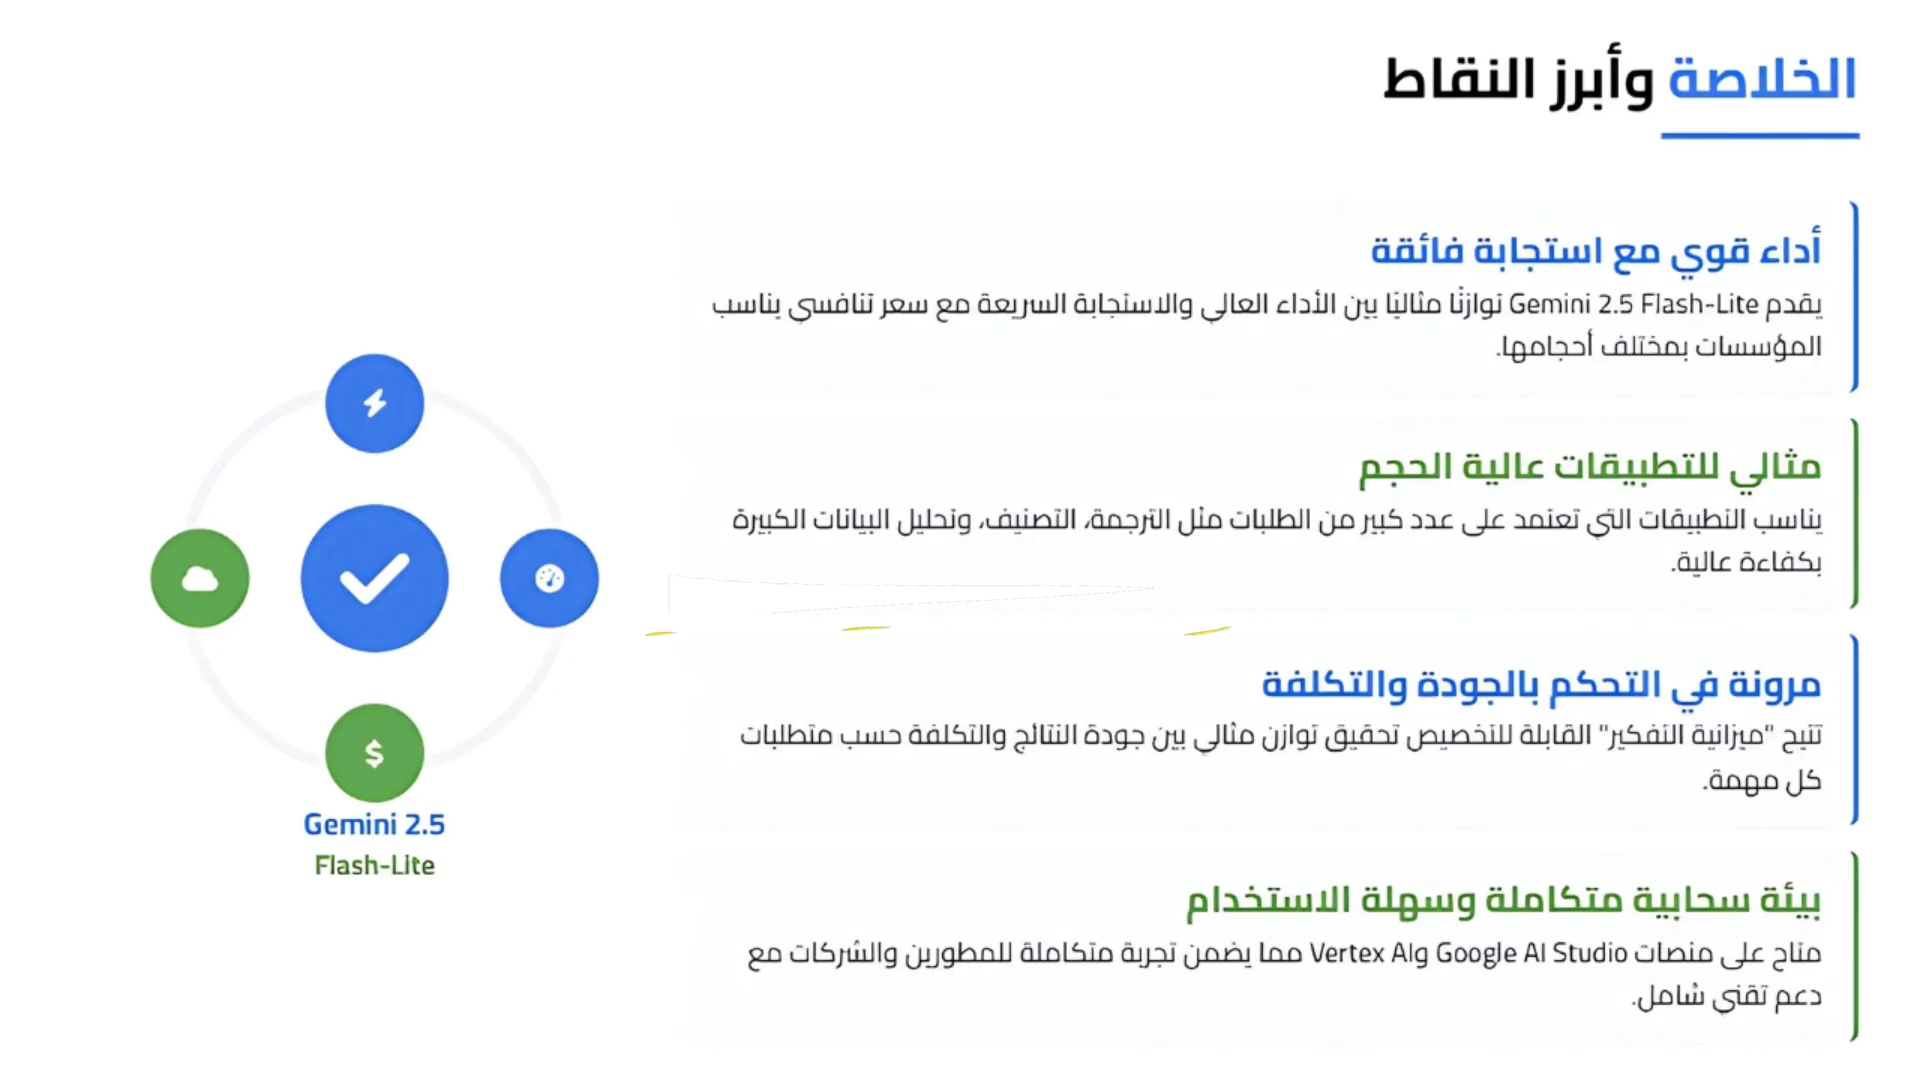 الخلاصة وأبرز النقاط
أداء قوي مع استجابة فائقة
يقدم Gemini 2.5 Flash-Lite توازنًا مثاليًا بين الأداء العالي والاستجابة السريعة مع سعر تنافسي يناسب
المؤسسات بمختلف أحجامها.
مثالي للتطبيقات عالية الحجم
يناسب التطبيقات التي تعتمد على عدد كبير من الطلبات مثل الترجمة، التصنيف، وتحليل البيانات الكبيرة
بكفاءة عالية.
مرونة في التحكم بالجودة والتكلفة
تتيح "ميزانية التفكير" القابلة للتخصيص تحقيق توازن مثالي بين جودة النتائج والتكلفة حسب متطلبات
كل مهمة.
بيئة سحابية متكاملة وسهلة الاستخدام
متاح على منصات Google AI Studio وVertex AI مما يضمن تجربة متكاملة للمطورين والشركات مع
دعم تقني شامل.
$
Gemini 2.5
Flash-Lite